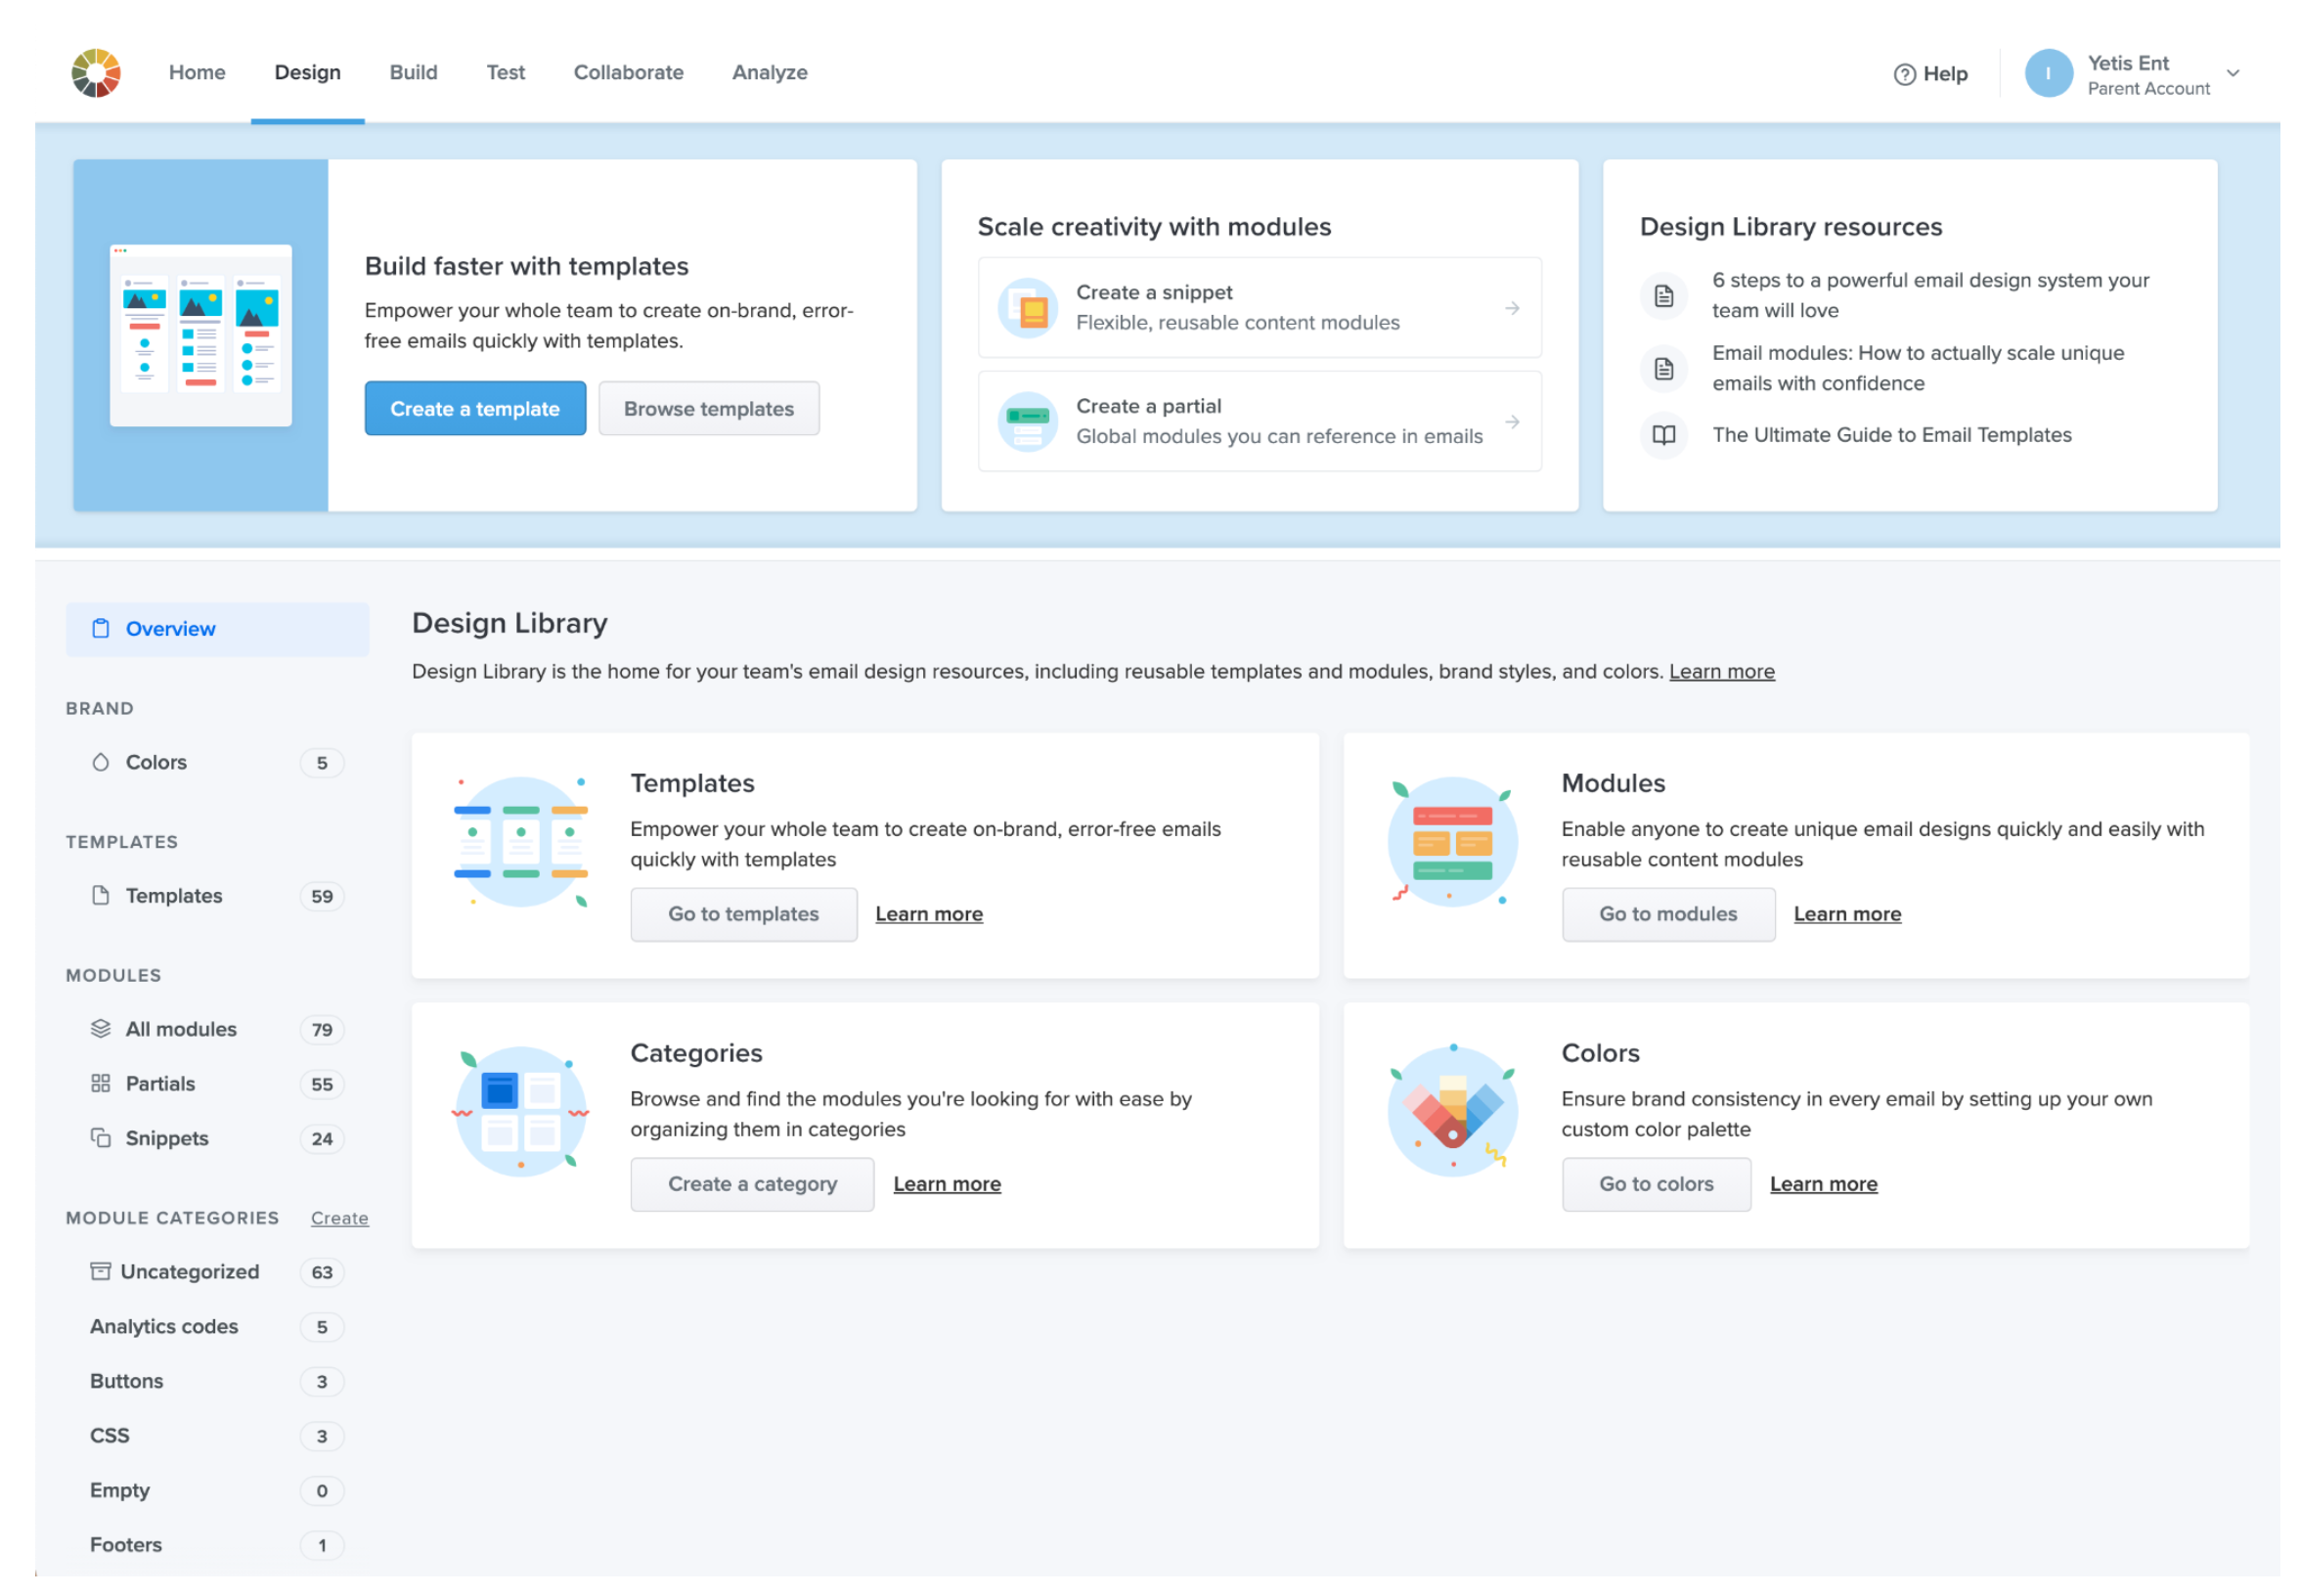 Home
Design
Build
Test
Collaborate
Analyze
Help
I
Yetis Ent
Parent Account
Build faster with templates
Empower your whole team to create on-brand, error-
free emails quickly with templates.
Create a template
Browse templates
Scale creativity with modules
Create a snippet
Flexible, reusable content modules
Create a partial
Global modules you can reference in emails
Design Library resources
6 steps to a powerful email design system your
team will love
Email modules: How to actually scale unique
emails with confidence
The Ultimate Guide to Email Templates
Overview
BRAND
Colors 5
TEMPLATES
Templates 59
MODULES
All modules 79
Partials 55
Snippets 24
MODULE CATEGORIES Create
Uncategorized 63
Analytics codes 5
Buttons 3
CSS 3
Empty 0
Footers 1
Design Library
Design Library is the home for your team's email design resources, including reusable templates and modules, brand styles, and colors. Learn more
Templates
Empower your whole team to create on-brand, error-free emails
quickly with templates
Go to templates Learn more
Modules
Enable anyone to create unique email designs quickly and easily with
reusable content modules
Go to modules Learn more
Categories
Browse and find the modules you're looking for with ease by
organizing them in categories
Create a category Learn more
Colors
Ensure brand consistency in every email by setting up your own
custom color palette
Go to colors Learn more